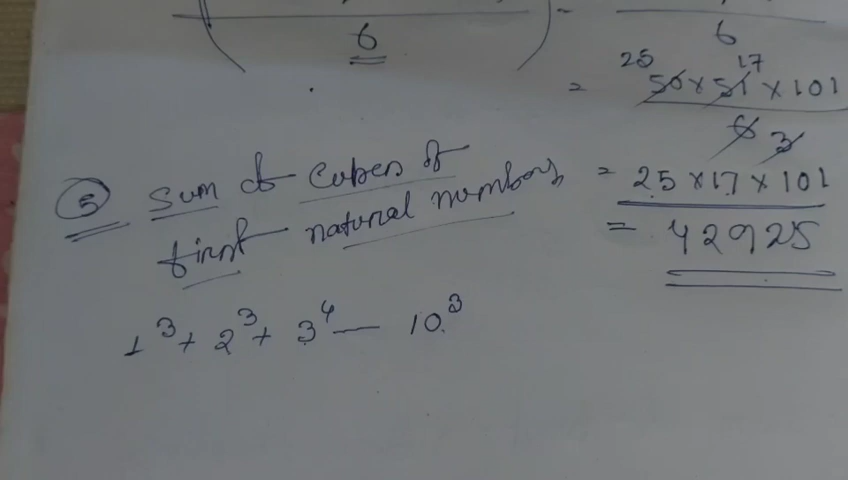 6 = 6
25 17
= 50 × 51 × 101
6 3
= 25 × 17 × 101
= 42925
⑤ Sum of cubes of
first natural numbers
1³ + 2³ + 3⁴ — 10³